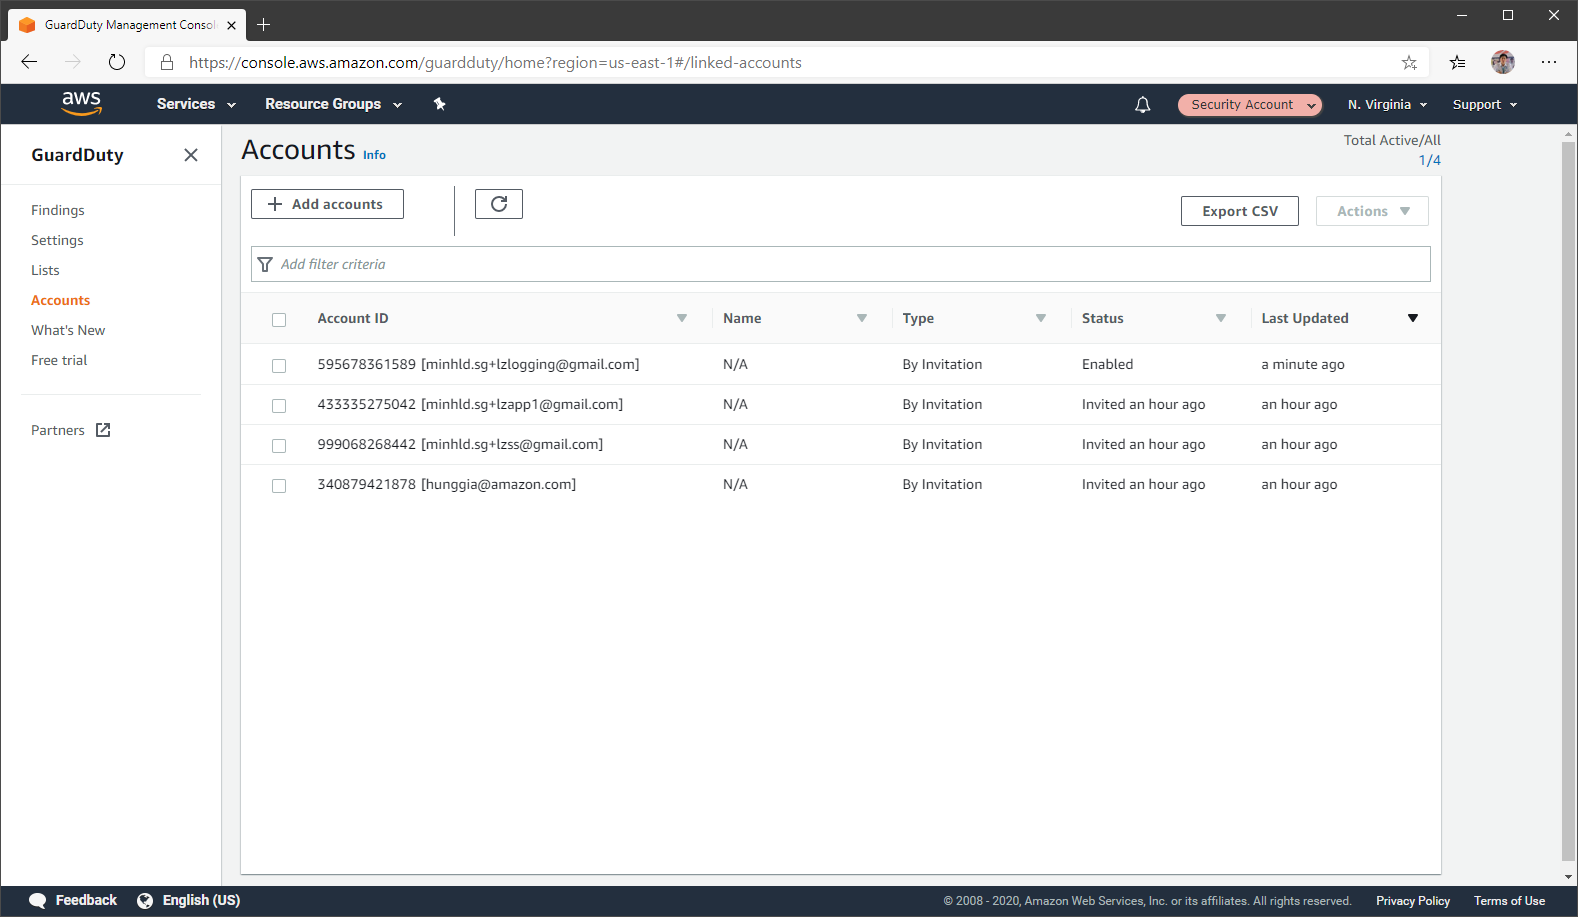 GuardDuty Management Consol
https://console.aws.amazon.com/guardduty/home?region=us-east-1#/linked-accounts
aws Services Resource Groups Security Account N. Virginia Support
GuardDuty
Findings
Settings
Lists
Accounts
What's New
Free trial
Partners
Accounts Info
Total Active/All
1/4
Add accounts
Export CSV Actions
Add filter criteria
Account ID Name Type Status Last Updated
595678361589 [minhld.sg+lzlogging@gmail.com] N/A By Invitation Enabled a minute ago
433335275042 [minhld.sg+lzapp1@gmail.com] N/A By Invitation Invited an hour ago an hour ago
999068268442 [minhld.sg+lzss@gmail.com] N/A By Invitation Invited an hour ago an hour ago
340879421878 [hunggia@amazon.com] N/A By Invitation Invited an hour ago an hour ago
Feedback English (US) © 2008 - 2020, Amazon Web Services, Inc. or its affiliates. All rights reserved. Privacy Policy Terms of Use